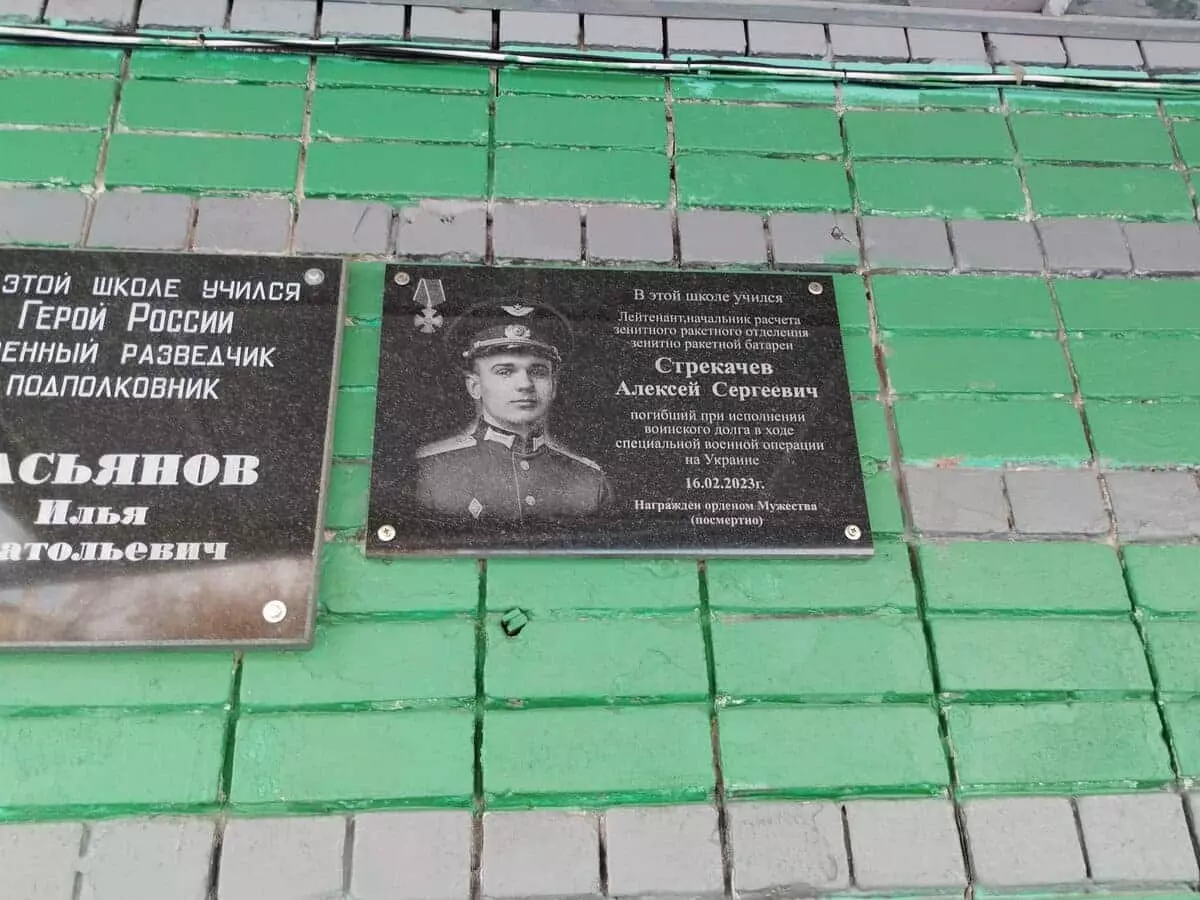 ЭТОЙ ШКОЛЕ УЧИЛСЯ
ГЕРОЙ РОССИИ
ЕННЫЙ РАЗВЕДЧИК
ПОДПОЛКОВНИК
АСЬЯНОВ
Илья
атольевич
В этой школе учился
Лейтенант,начальник расчета
зенитного ракетного отделения
зенитно ракетной батареи
Стрекачев
Алексей Сергеевич
погибший при исполнении
воинского долга в ходе
специальной военной операции
на Украине
16.02.2023г.
Награжден орденом Мужества
(посмертно)